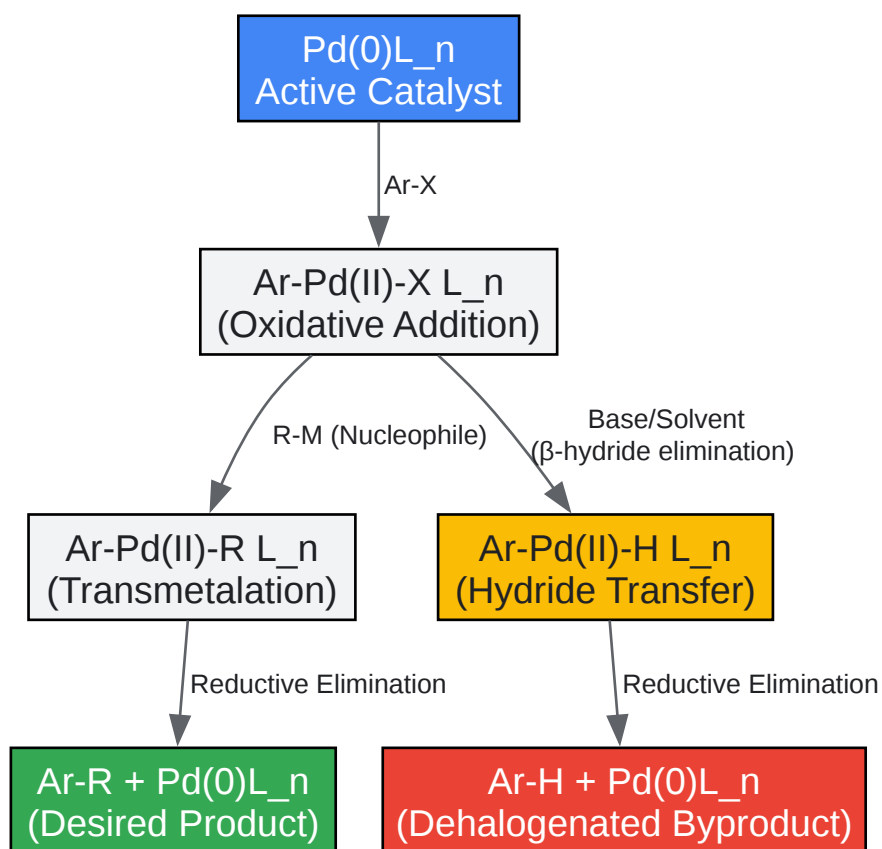 Pd(0)L_n
Active Catalyst
Ar-X
Ar-Pd(II)-X L_n
(Oxidative Addition)
R-M (Nucleophile)
Base/Solvent
(β-hydride elimination)
Ar-Pd(II)-R L_n
(Transmetalation)
Ar-Pd(II)-H L_n
(Hydride Transfer)
Reductive Elimination
Reductive Elimination
Ar-R + Pd(0)L_n
(Desired Product)
Ar-H + Pd(0)L_n
(Dehalogenated Byproduct)